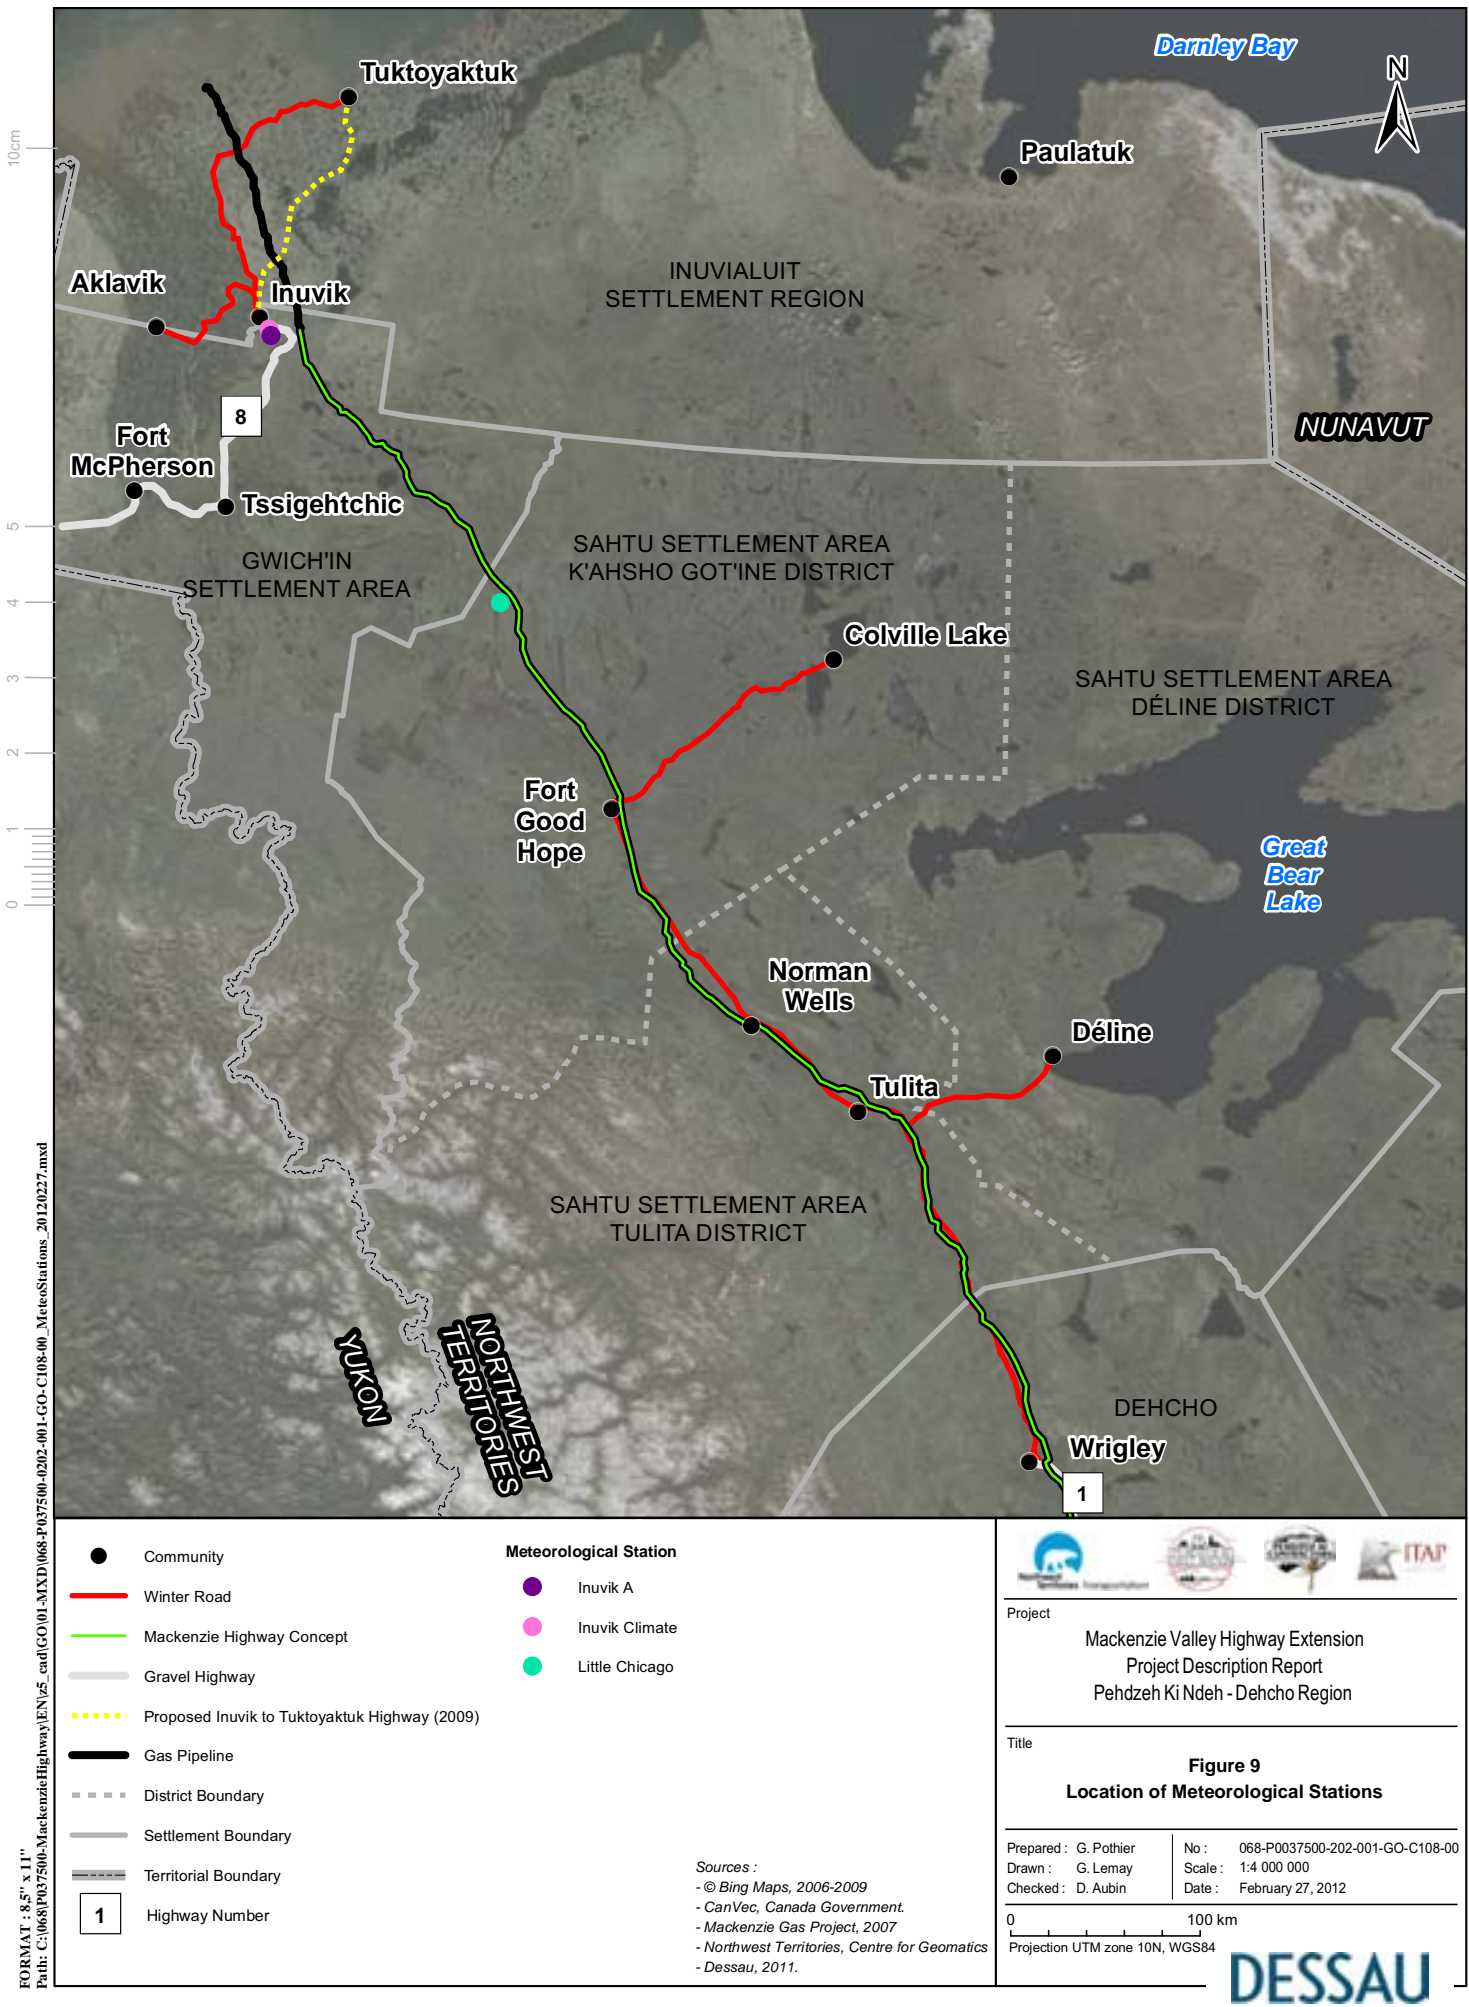 Darnley Bay
N
Tuktoyaktuk
Paulatuk
10cm
INUVIALUIT
SETTLEMENT REGION
Aklavik
Inuvik
8
NUNAVUT
Fort
McPherson
Tssigehtchic
5
GWICH'IN
SETTLEMENT AREA
SAHTU SETTLEMENT AREA
K'AHSHO GOT'INE DISTRICT
4
Colville Lake
3
SAHTU SETTLEMENT AREA
DÉLINE DISTRICT
2
Fort
Good
Hope
1
Great
Bear
Lake
0
Norman
Wells
Déline
Tulita
SAHTU SETTLEMENT AREA
TULITA DISTRICT
YUKON
NORTHWEST
TERRITORIES
DEHCHO
Wrigley
1
FORMAT : 8,5" x 11"
Path: C:\068\P037500-MackenzieHighway\EN\z5_cad\GO\01-MXD\068-P037500-0202-001-GO-C108-00_MeteoStations_20120227.mxd
Community
Winter Road
Mackenzie Highway Concept
Gravel Highway
Proposed Inuvik to Tuktoyaktuk Highway (2009)
Gas Pipeline
District Boundary
Settlement Boundary
Territorial Boundary
1 Highway Number
Meteorological Station
Inuvik A
Inuvik Climate
Little Chicago
Sources :
- © Bing Maps, 2006-2009
- CanVec, Canada Government.
- Mackenzie Gas Project, 2007
- Northwest Territories, Centre for Geomatics
- Dessau, 2011.
Northwest
Territories Transportation
ITAP
Project
Mackenzie Valley Highway Extension
Project Description Report
Pehdzeh Ki Ndeh - Dehcho Region
Title
Figure 9
Location of Meteorological Stations
Prepared : G. Pothier
Drawn : G. Lemay
Checked : D. Aubin
No : 068-P0037500-202-001-GO-C108-00
Scale : 1:4 000 000
Date : February 27, 2012
0 100 km
Projection UTM zone 10N, WGS84
DESSAU